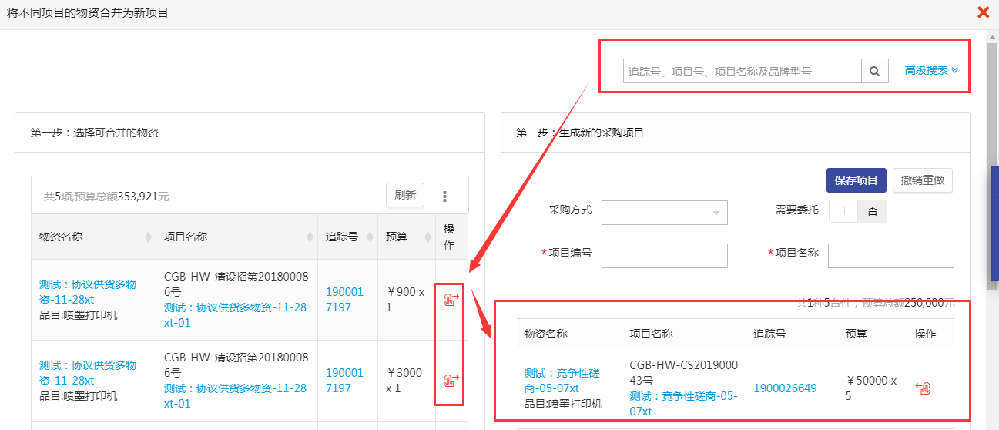 将不同项目的物资合并为新项目
追踪号、项目号、项目名称及品牌型号
高级搜索
第一步：选择可合并的物资
共5项,预算总额353,921元
刷新
物资名称
项目名称
追踪号
预算
操
作
测试：协议供货多物
资-11-28xt
品目:喷墨打印机
CGB-HW-清设招第20180008
6号
测试：协议供货多物资-11-28
xt-01
190001
7197
￥900 x
1
测试：协议供货多物
资-11-28xt
品目:喷墨打印机
CGB-HW-清设招第20180008
6号
测试：协议供货多物资-11-28
xt-01
190001
7197
￥3000
x 1
第二步：生成新的采购项目
保存项目
撤销重做
采购方式
需要委托
否
*项目编号
*项目名称
共1种5台件，预算总额250,000元
物资名称
项目名称
追踪号
预算
操作
测试：竞争性磋
商-05-07xt
品目:喷墨打印机
CGB-HW-CS2019000
43号
测试：竞争性磋商-05-
07xt
1900026649
￥50000 x
5